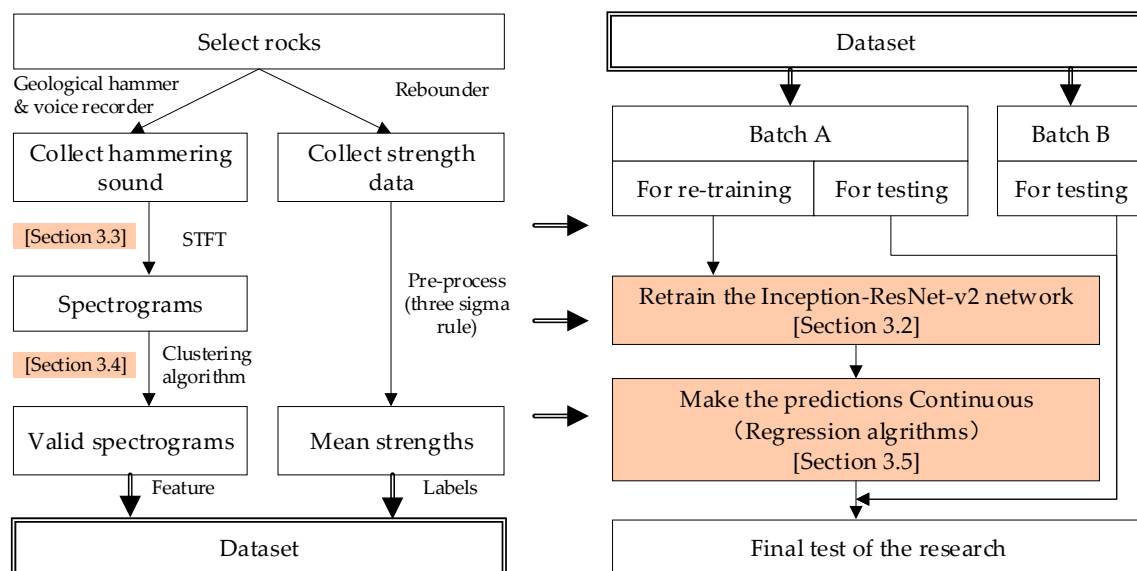 Select rocks
Geological hammer
& voice recorder
Rebounder
Collect hammering
sound
Collect strength
data
[Section 3.3]
STFT
Pre-process
(three sigma
rule)
Spectrograms
[Section 3.4]
Clustering
algorithm
Valid spectrograms
Mean strengths
Feature
Labels
Dataset
Dataset
Batch A
Batch B
For re-training
For testing
For testing
Retrain the Inception-ResNet-v2 network
[Section 3.2]
Make the predictions Continuous
（Regression algrithms）
[Section 3.5]
Final test of the research